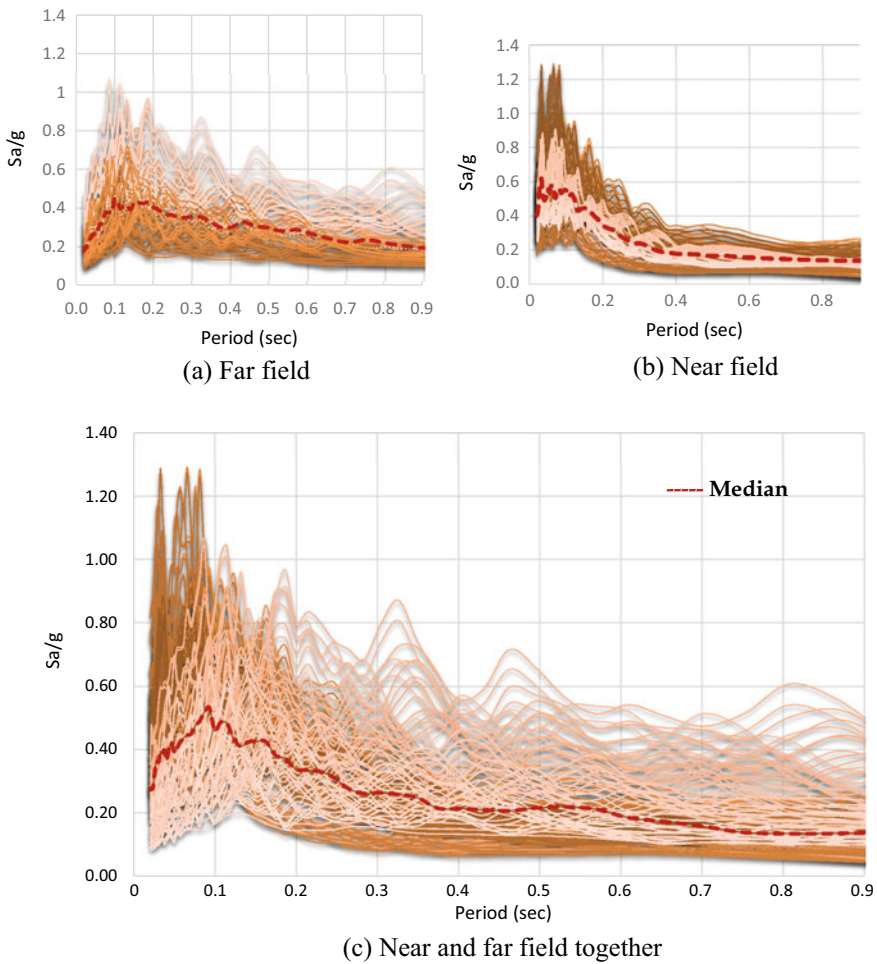 1.4
1.2
1
0.8
0.6
0.4
0.2
0
Sa/g
0.0 0.1 0.2 0.3 0.4 0.5 0.6 0.7 0.8 0.9
Period (sec)
(a) Far field
1.4
1.2
1.0
0.8
0.6
0.4
0.2
0.0
Sa/g
0 0.2 0.4 0.6 0.8
Period (sec)
(b) Near field
1.40
1.20
1.00
0.80
0.60
0.40
0.20
0.00
Sa/g
Median
0 0.1 0.2 0.3 0.4 0.5 0.6 0.7 0.8 0.9
Period (sec)
(c) Near and far field together